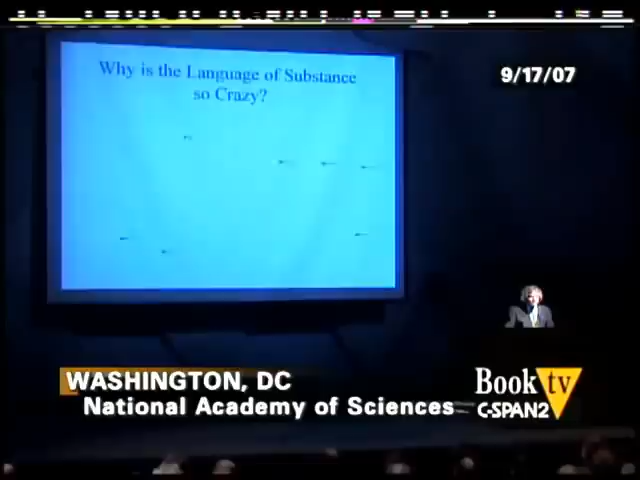 Why is the Language of Substance
so Crazy?
9/17/07
WASHINGTON, DC
National Academy of Sciences
Book tv
C-SPAN2